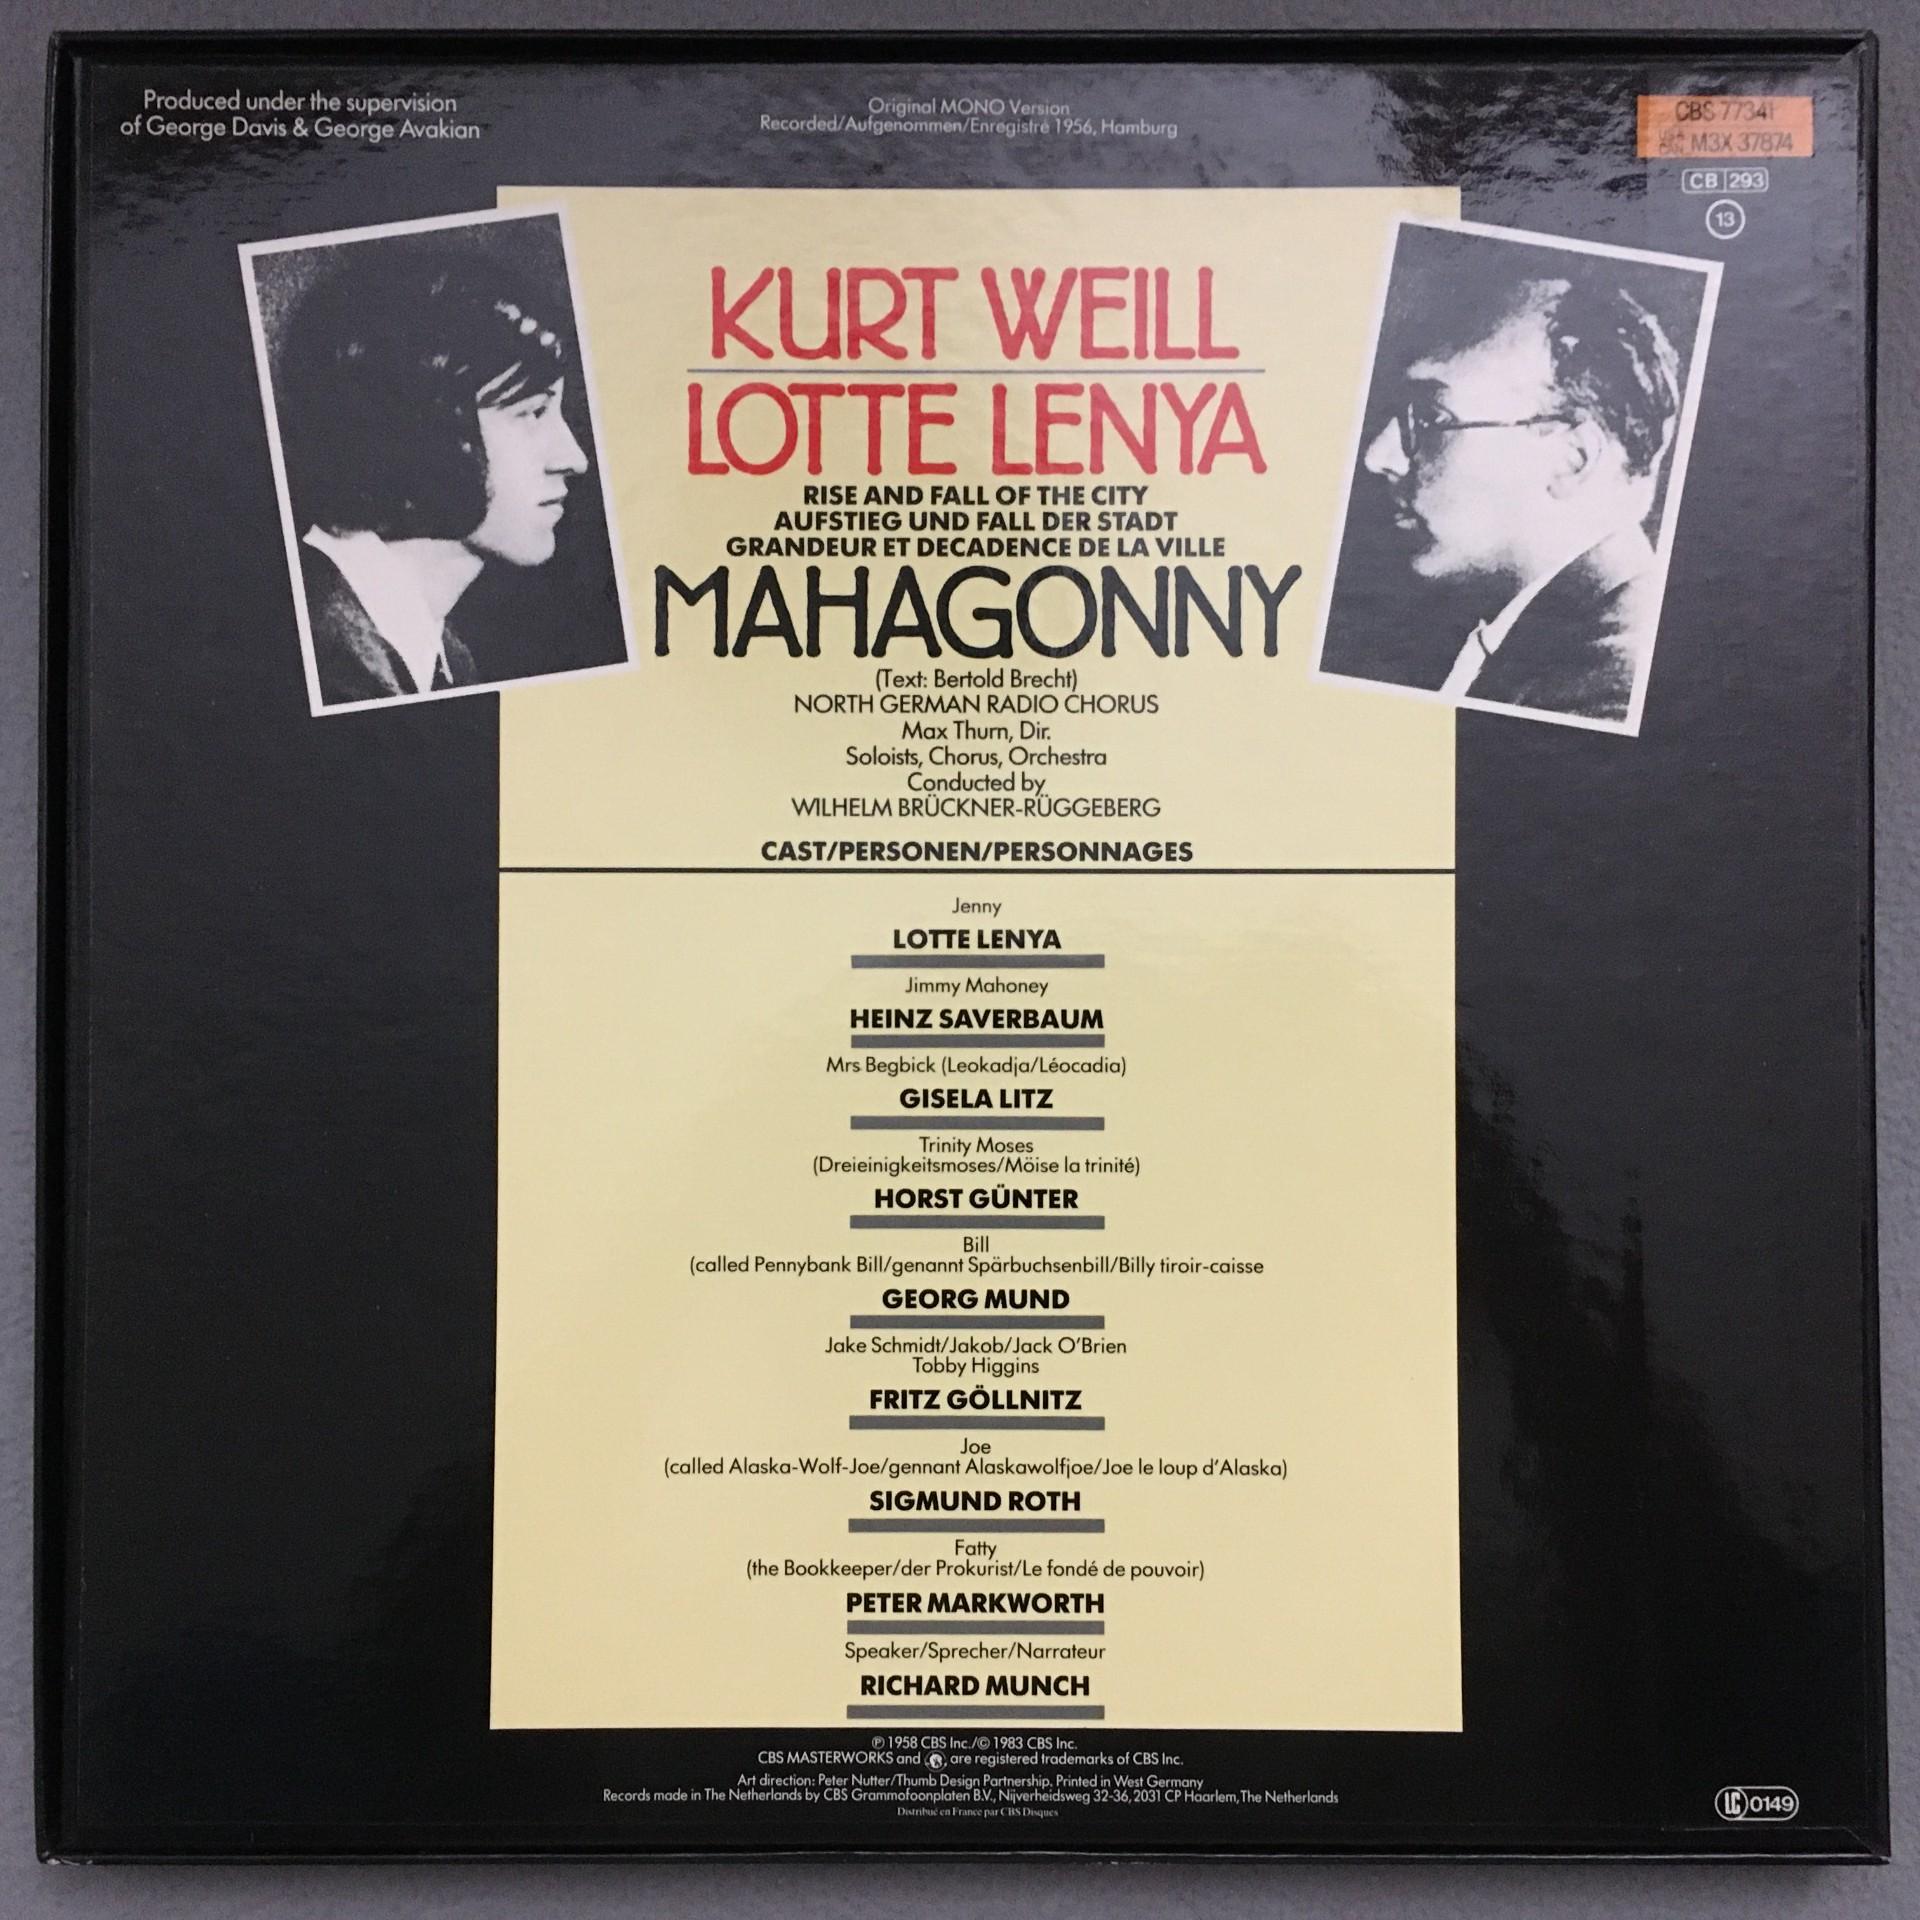 Produced under the supervision
of George Davis & George Avakian
Original MONO Version
Recorded/Aufgenommen/Enregistré 1956, Hamburg
CBS 77341
M3X 37874
CB 293
13
KURT WEILL
LOTTE LENYA
RISE AND FALL OF THE CITY
AUFSTIEG UND FALL DER STADT
GRANDEUR ET DECADENCE DE LA VILLE
MAHAGONNY
(Text: Bertold Brecht)
NORTH GERMAN RADIO CHORUS
Max Thurn, Dir.
Soloists, Chorus, Orchestra
Conducted by
WILHELM BRÜCKNER-RÜGGEBERG
CAST/PERSONEN/PERSONNAGES
Jenny
LOTTE LENYA
Jimmy Mahoney
HEINZ SAVERBAUM
Mrs Begbick (Leokadja/Léocadia)
GISELA LITZ
Trinity Moses
(Dreieinigkeitsmoses/Möise la trinité)
HORST GÜNTER
Bill
(called Pennybank Bill/genannt Spärbuchsenbill/Billy tiroir-caisse
GEORG MUND
Jake Schmidt/Jakob/Jack O'Brien
Tobby Higgins
FRITZ GÖLLNITZ
Joe
(called Alaska-Wolf-Joe/gennant Alaskawolfjoe/Joe le loup d'Alaska)
SIGMUND ROTH
Fatty
(the Bookkeeper/der Prokurist/Le fondé de pouvoir)
PETER MARKWORTH
Speaker/Sprecher/Narrateur
RICHARD MUNCH
℗ 1958 CBS Inc./© 1983 CBS Inc.
CBS MASTERWORKS and are registered trademarks of CBS Inc.
Art direction: Peter Nutter/Thumb Design Partnership. Printed in West Germany
Records made in The Netherlands by CBS Grammofoonplaten B.V., Nijverheidsweg 32-36, 2031 CP Haarlem, The Netherlands
Distribué en France par CBS Disques
LC 0149